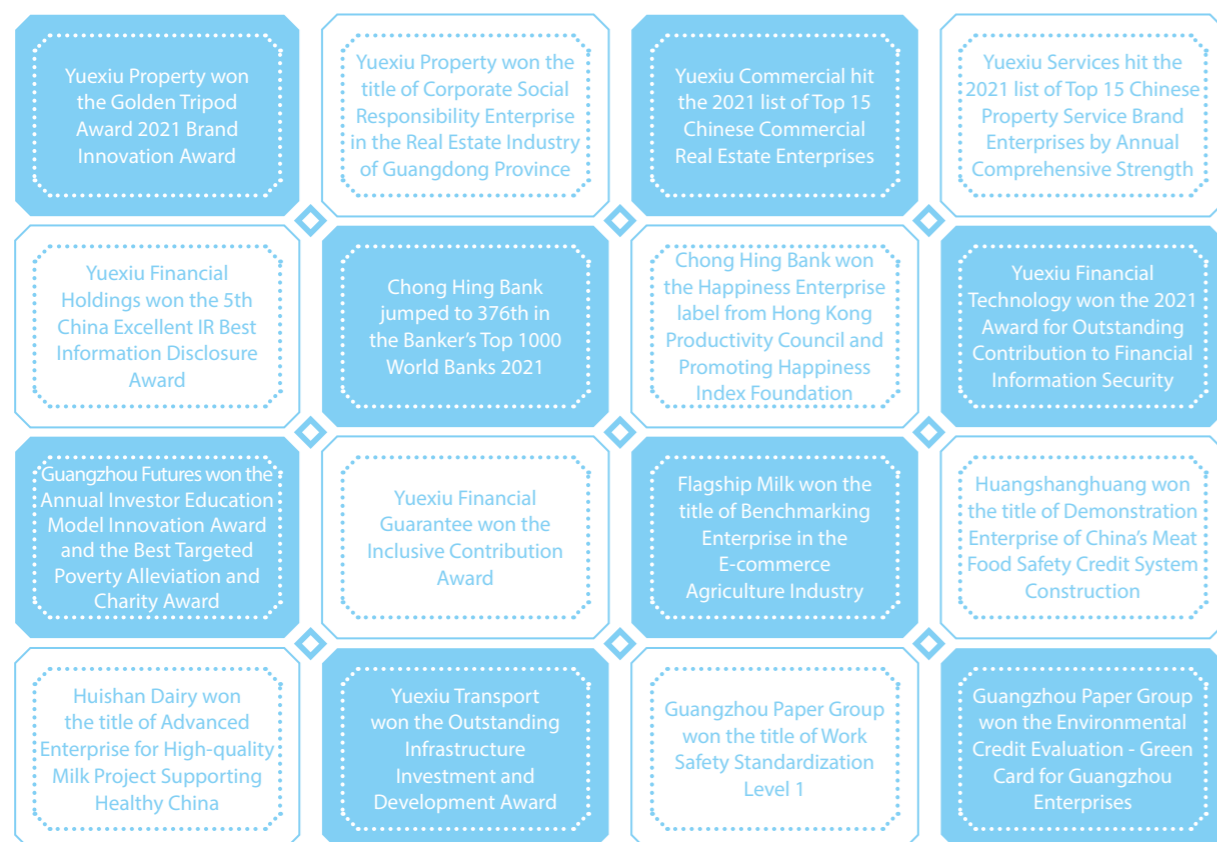 Yuexiu Property won
the Golden Tripod
Award 2021 Brand
Innovation Award
Yuexiu Property won the
title of Corporate Social
Responsibility Enterprise
in the Real Estate Industry
of Guangdong Province
Yuexiu Commercial hit
the 2021 list of Top 15
Chinese Commercial
Real Estate Enterprises
Yuexiu Services hit the
2021 list of Top 15 Chinese
Property Service Brand
Enterprises by Annual
Comprehensive Strength
Yuexiu Financial
Holdings won the 5th
China Excellent IR Best
Information Disclosure
Award
Chong Hing Bank
jumped to 376th in
the Banker's Top 1000
World Banks 2021
Chong Hing Bank won
the Happiness Enterprise
label from Hong Kong
Productivity Council and
Promoting Happiness
Index Foundation
Yuexiu Financial
Technology won the 2021
Award for Outstanding
Contribution to Financial
Information Security
Guangzhou Futures won the
Annual Investor Education
Model Innovation Award
and the Best Targeted
Poverty Alleviation and
Charity Award
Yuexiu Financial
Guarantee won the
Inclusive Contribution
Award
Flagship Milk won the
title of Benchmarking
Enterprise in the
E-commerce
Agriculture Industry
Huangshanghuang won
the title of Demonstration
Enterprise of China's Meat
Food Safety Credit System
Construction
Huishan Dairy won
the title of Advanced
Enterprise for High-quality
Milk Project Supporting
Healthy China
Yuexiu Transport
won the Outstanding
Infrastructure
Investment and
Development Award
Guangzhou Paper Group
won the title of Work
Safety Standardization
Level 1
Guangzhou Paper Group
won the Environmental
Credit Evaluation - Green
Card for Guangzhou
Enterprises